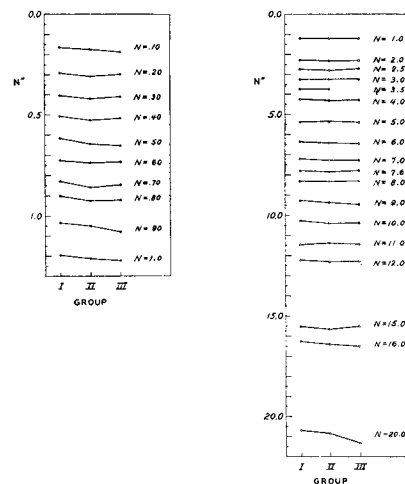 0.0
N"
0.5
1.0
N=.10
N=.20
N=.30
N=.40
N=.50
N=.60
N=.70
N=.80
N=.90
N=1.0
I II III
GROUP
0.0
N"
5.0
10.0
15.0
20.0
N=1.0
N=2.0
N=2.5
N=3.0
N=3.5
N=4.0
N=5.0
N=6.0
N=7.0
N=7.6
N=8.0
N=9.0
N=10.0
N=11.0
N=12.0
N=15.0
N=16.0
N=20.0
I II III
GROUP